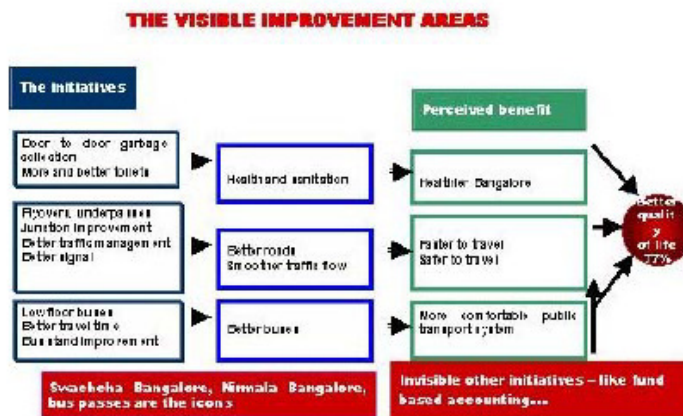 THE VISIBLE IMPROVEMENT AREAS
The initiatives
Perceived benefit
Door to door garbage
collection
More and better toilets
Health and sanitation
Healthier Bangalore
Flyovers, underpasses
Junction improvement
Better traffic management
Better signal
Better roads
Smoother traffic flow
Faster to travel
Safer to travel
Better
qualit
y
of life
77%
Low floor buses
Better travel time
Bus stand improvement
Better buses
More comfortable public
transport system
Swachcha Bangalore, Nirmala Bangalore,
bus passes are the icons
Invisible other initiatives – like fund
based accounting...